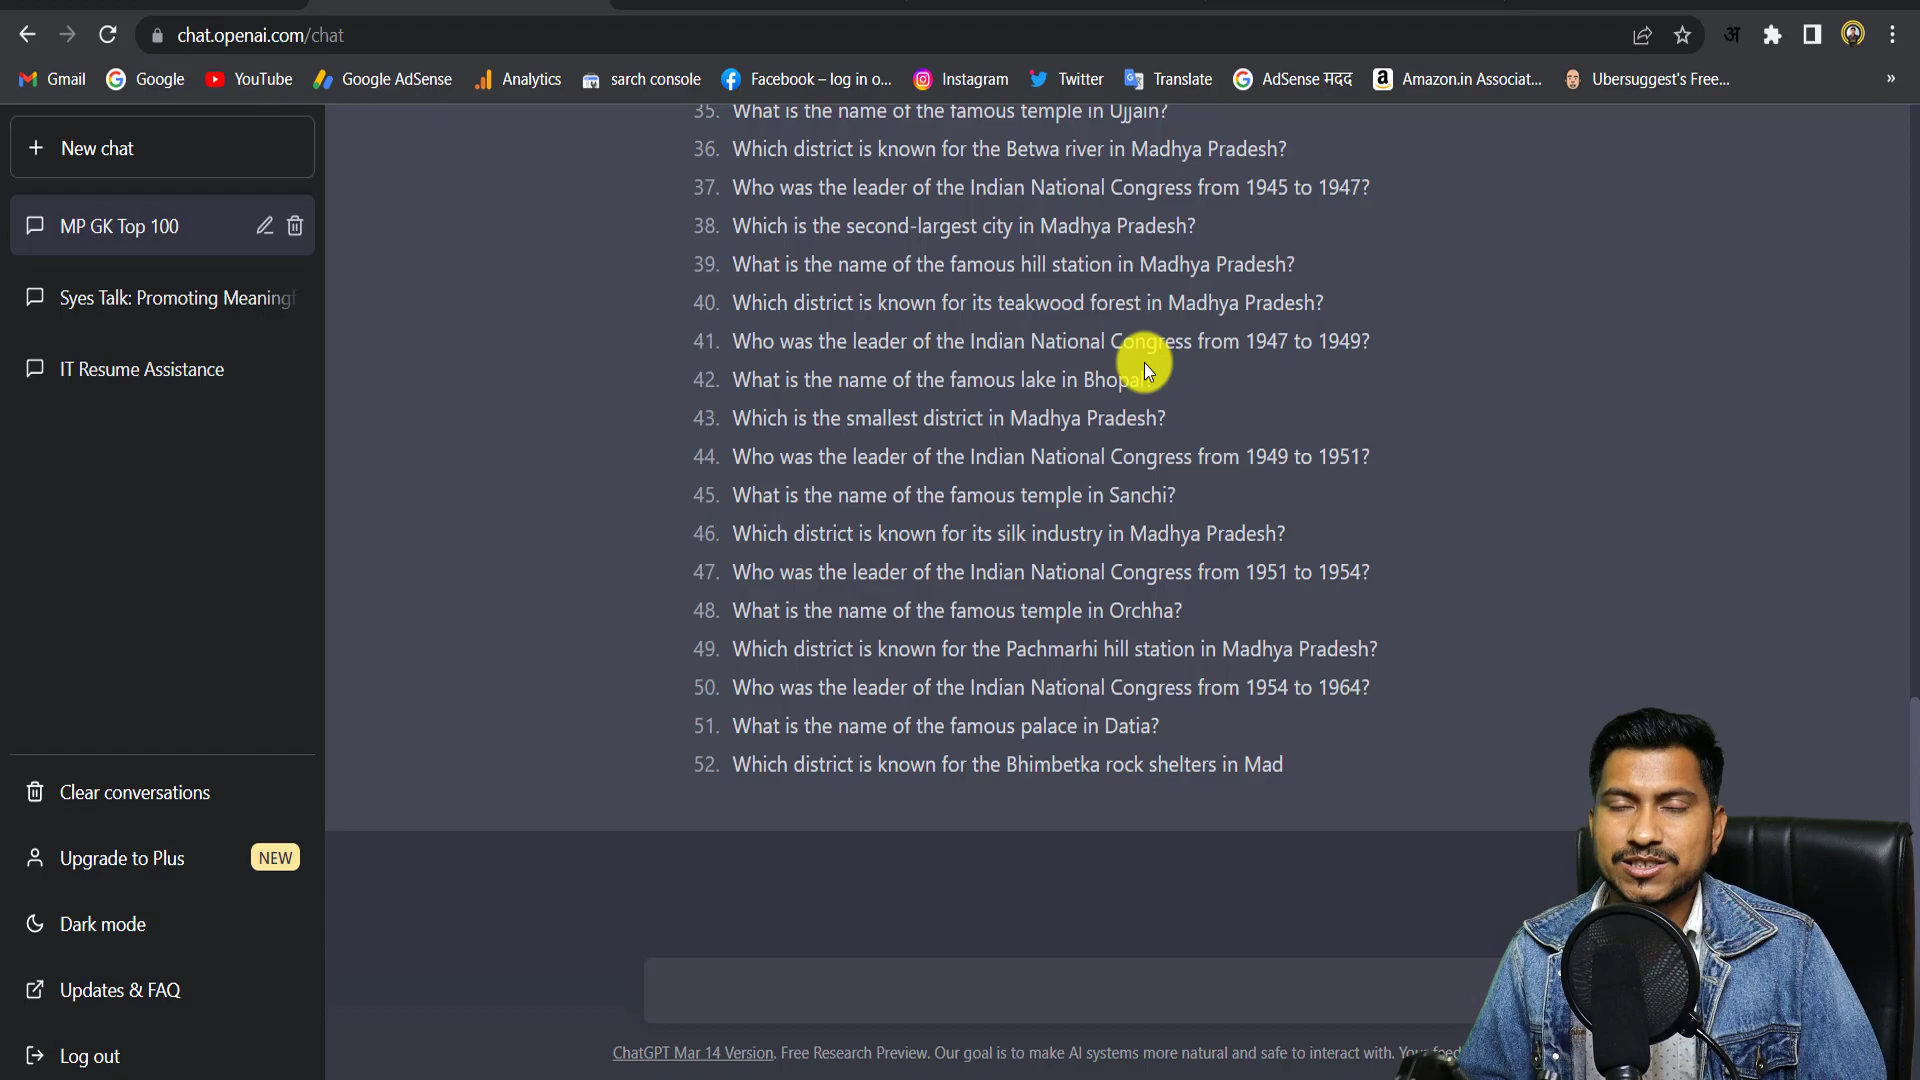 chat.openai.com/chat
अ
Gmail
Google
YouTube
Google AdSense
Analytics
sarch console
Facebook – log in o...
Instagram
Twitter
Translate
AdSense मदद
Amazon.in Associat...
Ubersuggest's Free...
»
+ New chat
MP GK Top 100
Syes Talk: Promoting Meaningf
IT Resume Assistance
35. What is the name of the famous temple in Ujjain?
36. Which district is known for the Betwa river in Madhya Pradesh?
37. Who was the leader of the Indian National Congress from 1945 to 1947?
38. Which is the second-largest city in Madhya Pradesh?
39. What is the name of the famous hill station in Madhya Pradesh?
40. Which district is known for its teakwood forest in Madhya Pradesh?
41. Who was the leader of the Indian National Congress from 1947 to 1949?
42. What is the name of the famous lake in Bhopal?
43. Which is the smallest district in Madhya Pradesh?
44. Who was the leader of the Indian National Congress from 1949 to 1951?
45. What is the name of the famous temple in Sanchi?
46. Which district is known for its silk industry in Madhya Pradesh?
47. Who was the leader of the Indian National Congress from 1951 to 1954?
48. What is the name of the famous temple in Orchha?
49. Which district is known for the Pachmarhi hill station in Madhya Pradesh?
50. Who was the leader of the Indian National Congress from 1954 to 1964?
51. What is the name of the famous palace in Datia?
52. Which district is known for the Bhimbetka rock shelters in Mad
Clear conversations
Upgrade to Plus NEW
Dark mode
Updates & FAQ
Log out
ChatGPT Mar 14 Version. Free Research Preview. Our goal is to make AI systems more natural and safe to interact with. Your feed